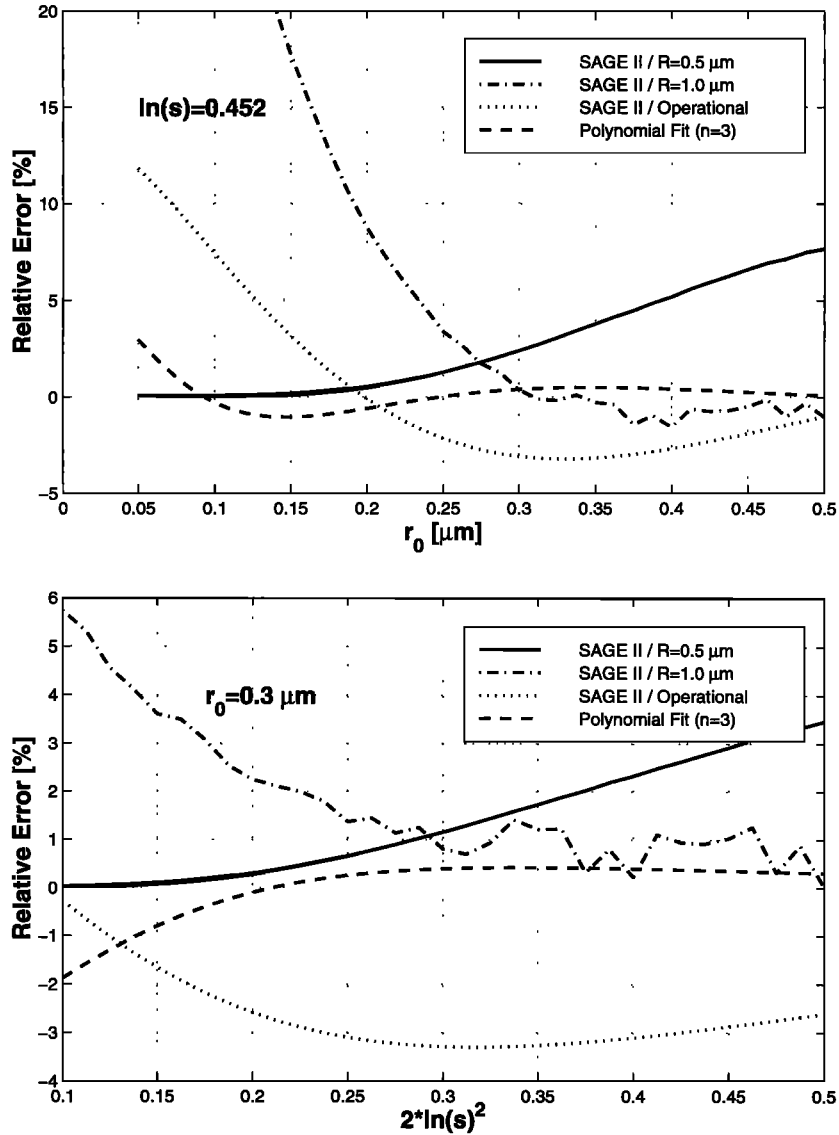 20
15
10
5
0
−5
Relative Error [%]
ln(s)=0.452
SAGE II / R=0.5 μm
SAGE II / R=1.0 μm
SAGE II / Operational
Polynomial Fit (n=3)
0 0.05 0.1 0.15 0.2 0.25 0.3 0.35 0.4 0.45 0.5
r0 [μm]
6
5
4
3
2
1
0
−1
−2
−3
−4
Relative Error [%]
r0=0.3 μm
SAGE II / R=0.5 μm
SAGE II / R=1.0 μm
SAGE II / Operational
Polynomial Fit (n=3)
0.1 0.15 0.2 0.25 0.3 0.35 0.4 0.45 0.5
2*ln(s)²